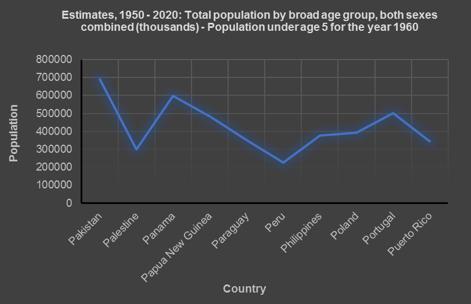 Estimates, 1950 - 2020: Total population by broad age group, both sexes
combined (thousands) - Population under age 5 for the year 1960
800000
700000
600000
500000
400000
300000
200000
100000
0
Population
Pakistan
Palestine
Panama
Papua New Guinea
Paraguay
Peru
Philippines
Poland
Portugal
Puerto Rico
Country